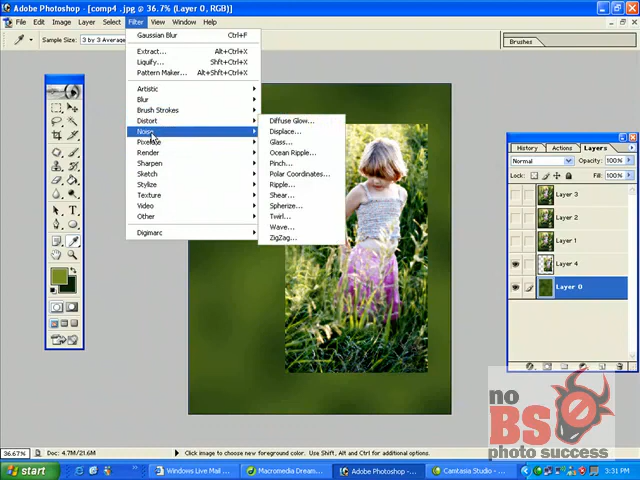 Adobe Photoshop - [comp4 .jpg @ 36.7% (Layer 0, RGB)]
File Edit Image Layer Select Filter View Window Help
Sample Size: 3 by 3 Average
Brushes
Gaussian Blur Ctrl+F
Extract... Alt+Ctrl+X
Liquify... Shft+Ctrl+X
Pattern Maker... Alt+Shft+Ctrl+X
Artistic
Blur
Brush Strokes
Distort
Noise
Pixelate
Render
Sharpen
Sketch
Stylize
Texture
Video
Other
Digimarc
Diffuse Glow...
Displace...
Glass...
Ocean Ripple...
Pinch...
Polar Coordinates...
Ripple...
Shear...
Spherize...
Twirl...
Wave...
ZigZag...
History Actions Layers
Normal Opacity: 100%
Lock: Fill: 100%
Layer 3
Layer 2
Layer 1
Layer 4
Layer 0
no
BS
photo success
36.67% Doc: 4.7M/21.6M Click image to choose new foreground color. Use Shift, Alt, and Ctrl for additional options.
start Windows Live Mail ... Macromedia Dream... Adobe Photoshop -... Camtasia Studio - ... 3:31 PM